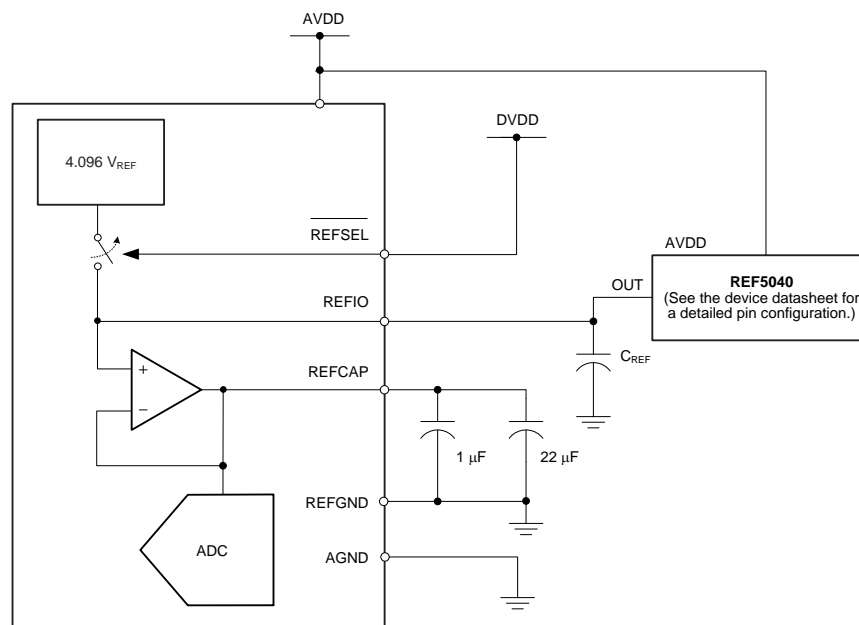 AVDD
DVDD
4.096 VREF
REFSEL
AVDD
OUT
REF5040
(See the device datasheet for
a detailed pin configuration.)
REFIO
CREF
+
−
REFCAP
1 μF
22 μF
REFGND
ADC
AGND